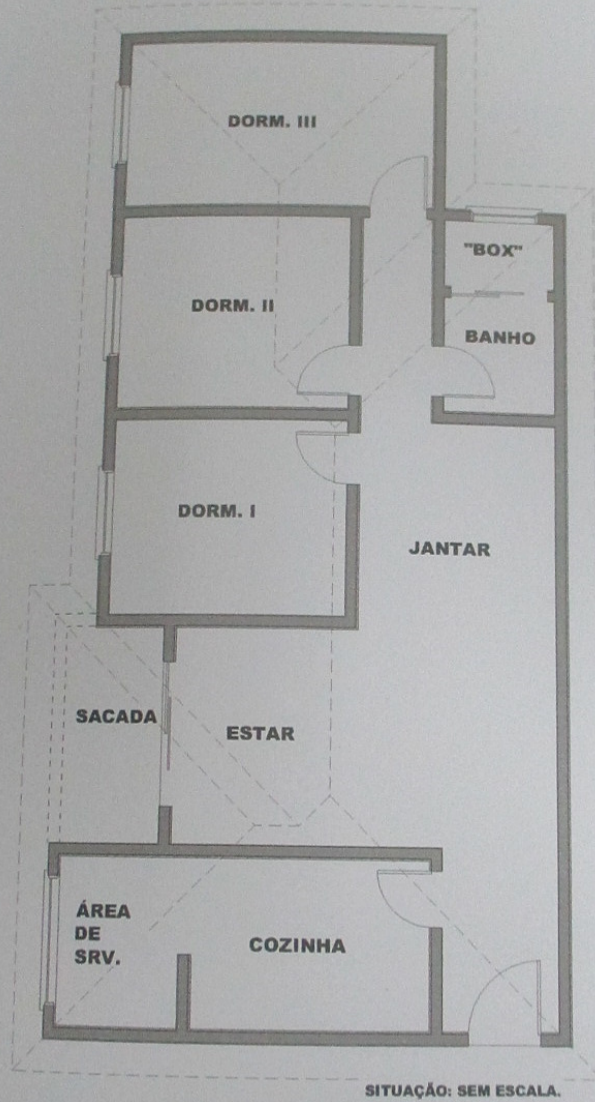 DORM. III
"BOX"
DORM. II
BANHO
DORM. I
JANTAR
SACADA
ESTAR
ÁREA
DE
SRV.
COZINHA
SITUAÇÃO: SEM ESCALA.